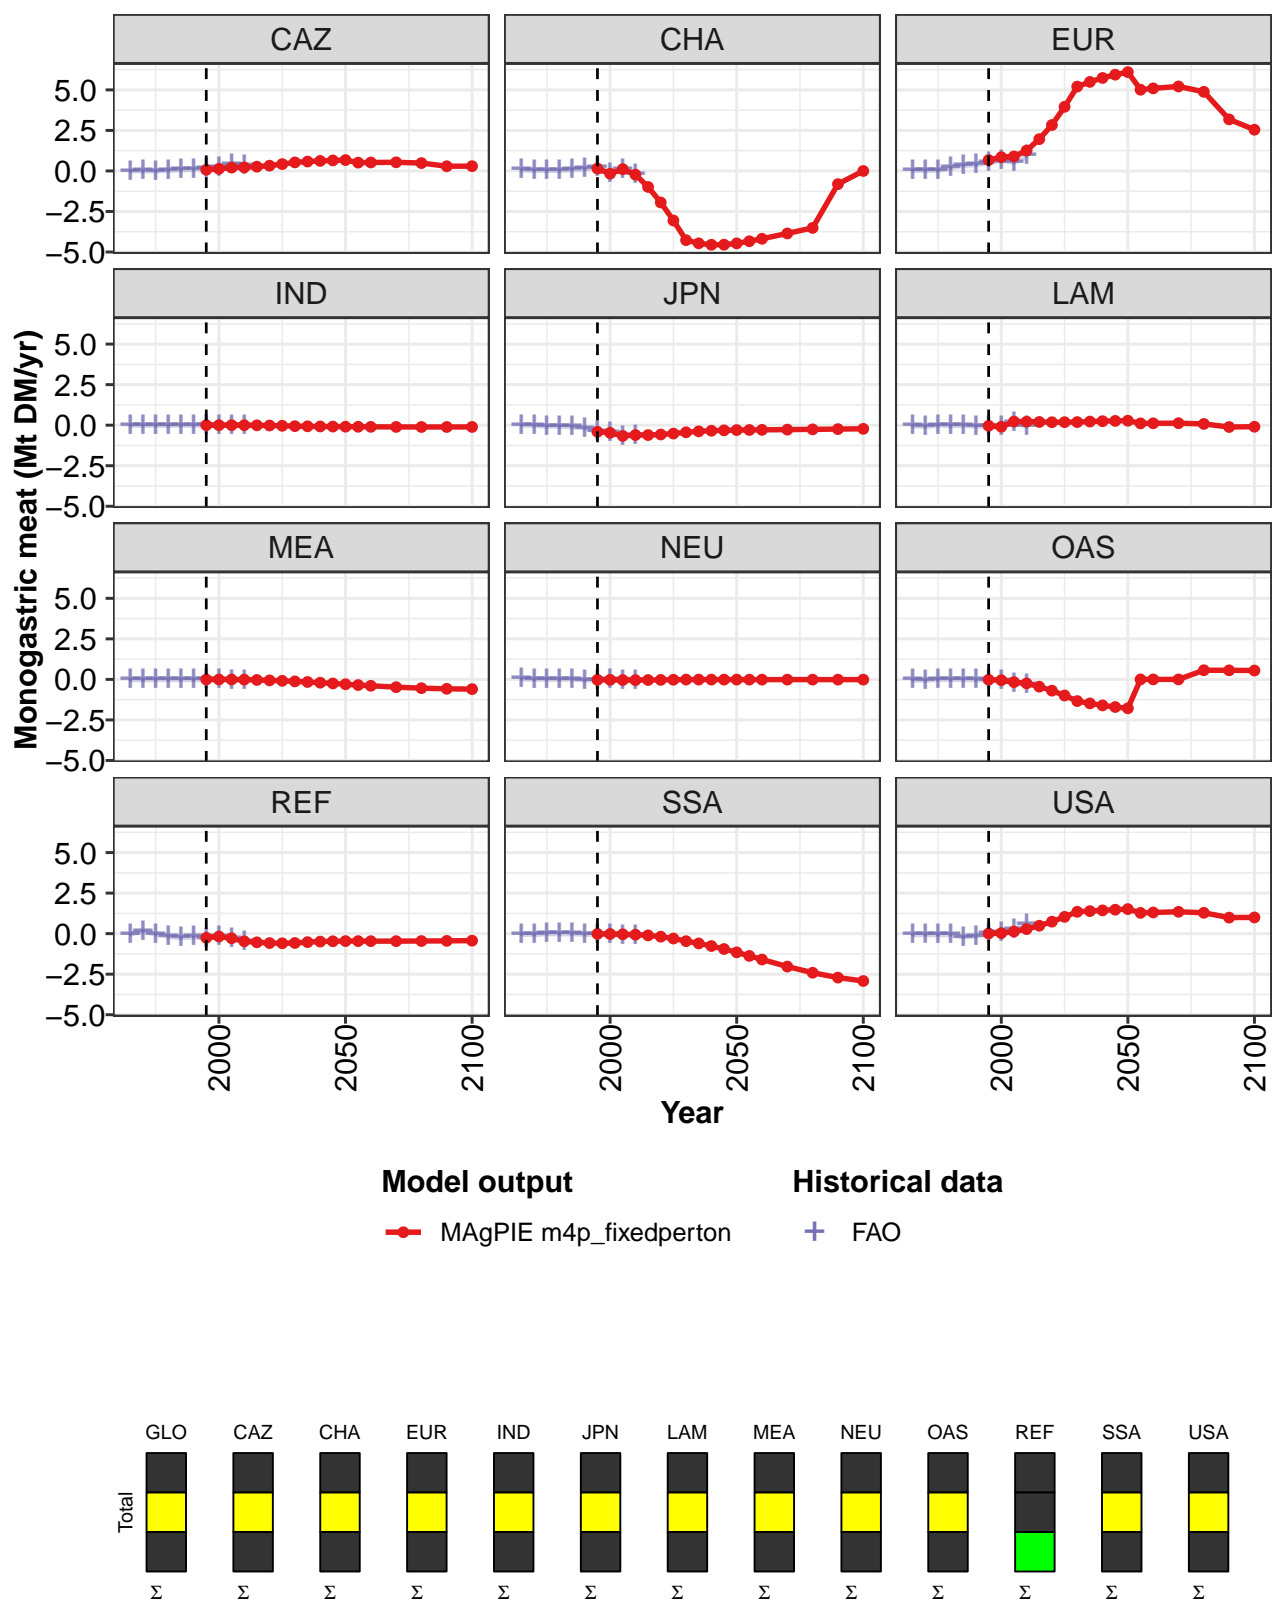 CAZ CHA EUR
5.0
2.5
0.0
−2.5
−5.0
IND JPN LAM
5.0
2.5
0.0
−2.5
−5.0
MEA NEU OAS
5.0
2.5
0.0
−2.5
−5.0
REF SSA USA
5.0
2.5
0.0
−2.5
−5.0
Monogastric meat (Mt DM/yr)
2000 2050 2100 2000 2050 2100 2000 2050 2100
Year
Model output Historical data
MAgPIE m4p_fixedperton FAO
GLO CAZ CHA EUR IND JPN LAM MEA NEU OAS REF SSA USA
Total
Σ Σ Σ Σ Σ Σ Σ Σ Σ Σ Σ Σ Σ